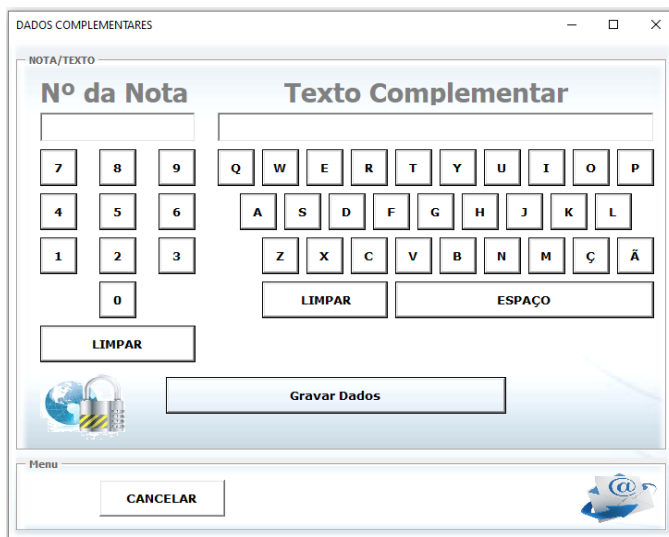 DADOS COMPLEMENTARES
NOTA/TEXTO
Nº da Nota Texto Complementar
7 8 9 Q W E R T Y U I O P
4 5 6 A S D F G H J K L
1 2 3 Z X C V B N M Ç Ã
0 LIMPAR ESPAÇO
LIMPAR
Gravar Dados
Menu
CANCELAR
@